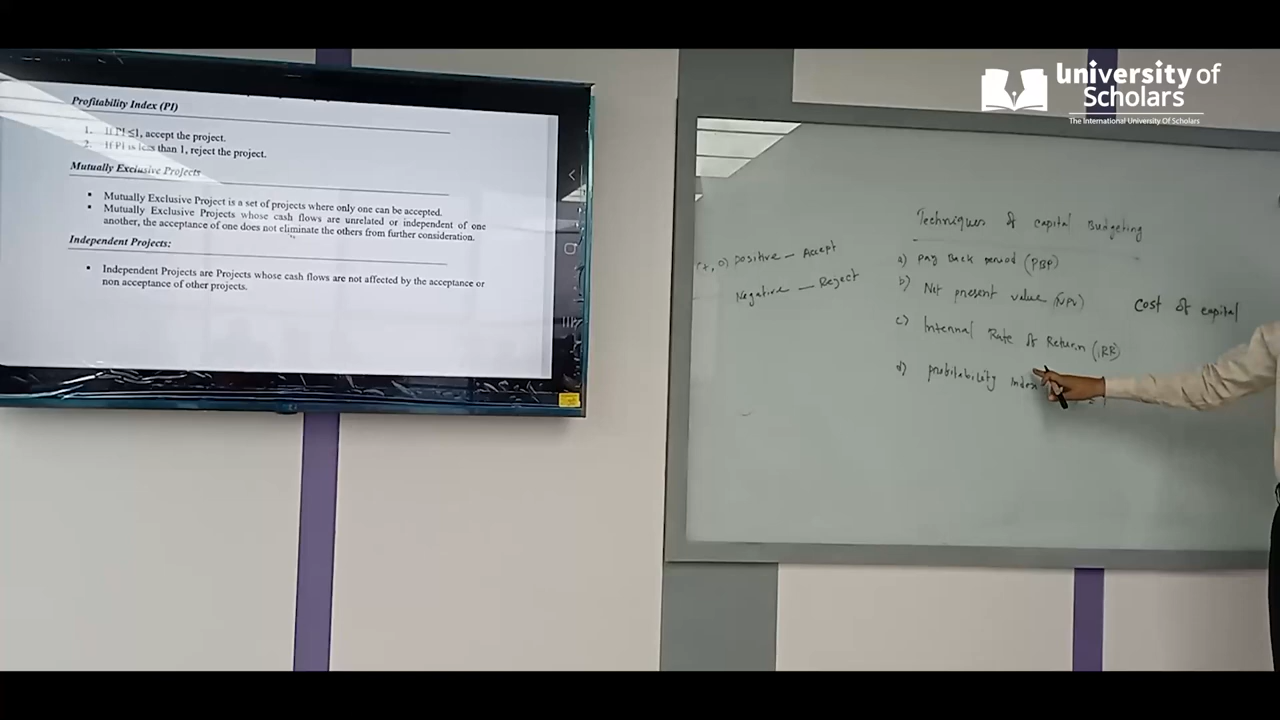 Profitability Index (PI)
1. If PI ≤1, accept the project.
2. If PI is less than 1, reject the project.
Mutually Exclusive Projects
• Mutually Exclusive Project is a set of projects where only one can be accepted.
• Mutually Exclusive Projects whose cash flows are unrelated or independent of one
another, the acceptance of one does not eliminate the others from further consideration.
Independent Projects:
• Independent Projects are Projects whose cash flows are not affected by the acceptance or
non acceptance of other projects.
University of
Scholars
The International University Of Scholars
Techniques of capital Budgeting
(+, 0) positive — Accept
Negative — Reject
a) Pay Back period (PBP)
b) Net present value (NPV)
c) Internal Rate of Return (IRR)
d) profitability index
Cost of capital